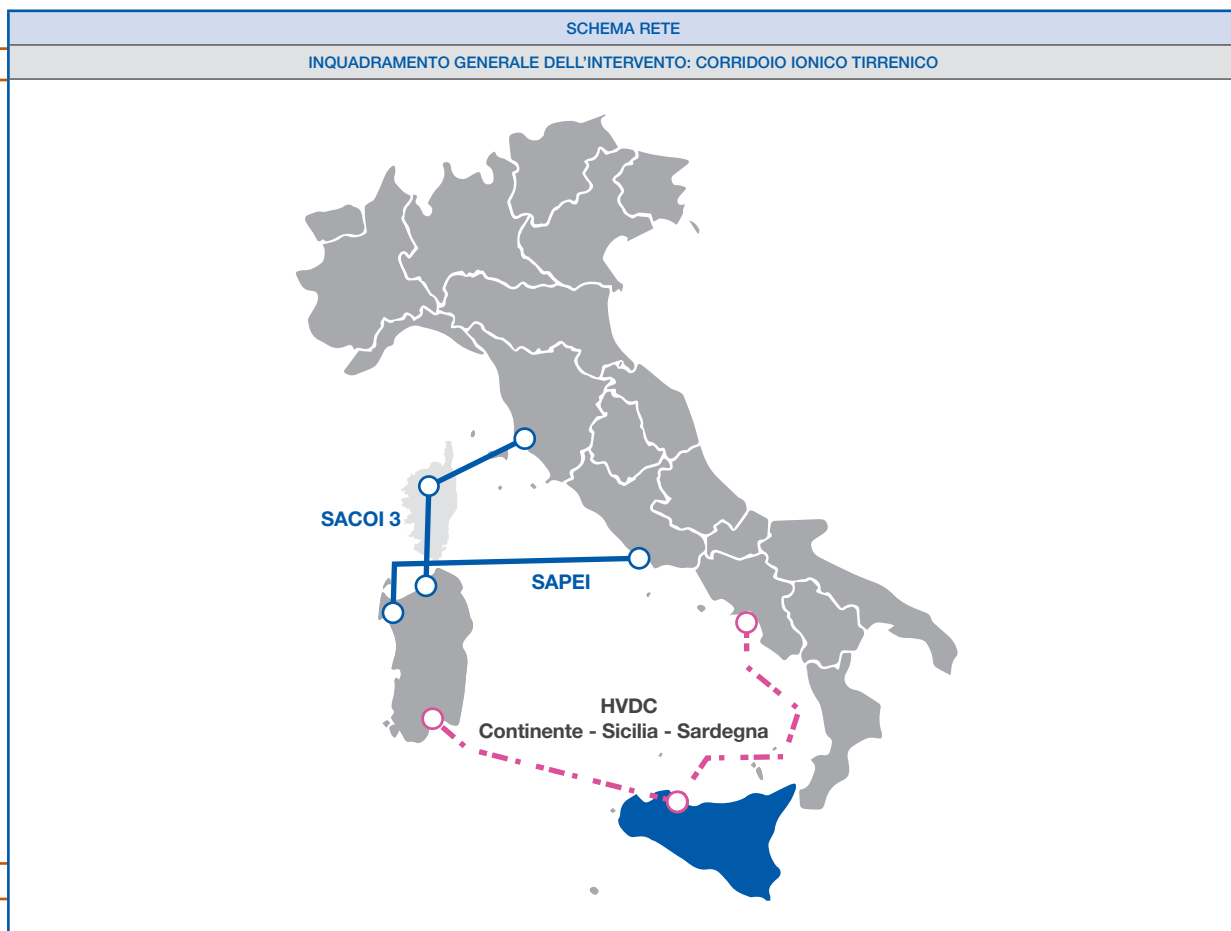 SCHEMA RETE
INQUADRAMENTO GENERALE DELL'INTERVENTO: CORRIDOIO IONICO TIRRENICO
SACOI 3
SAPEI
HVDC
Continente - Sicilia - Sardegna